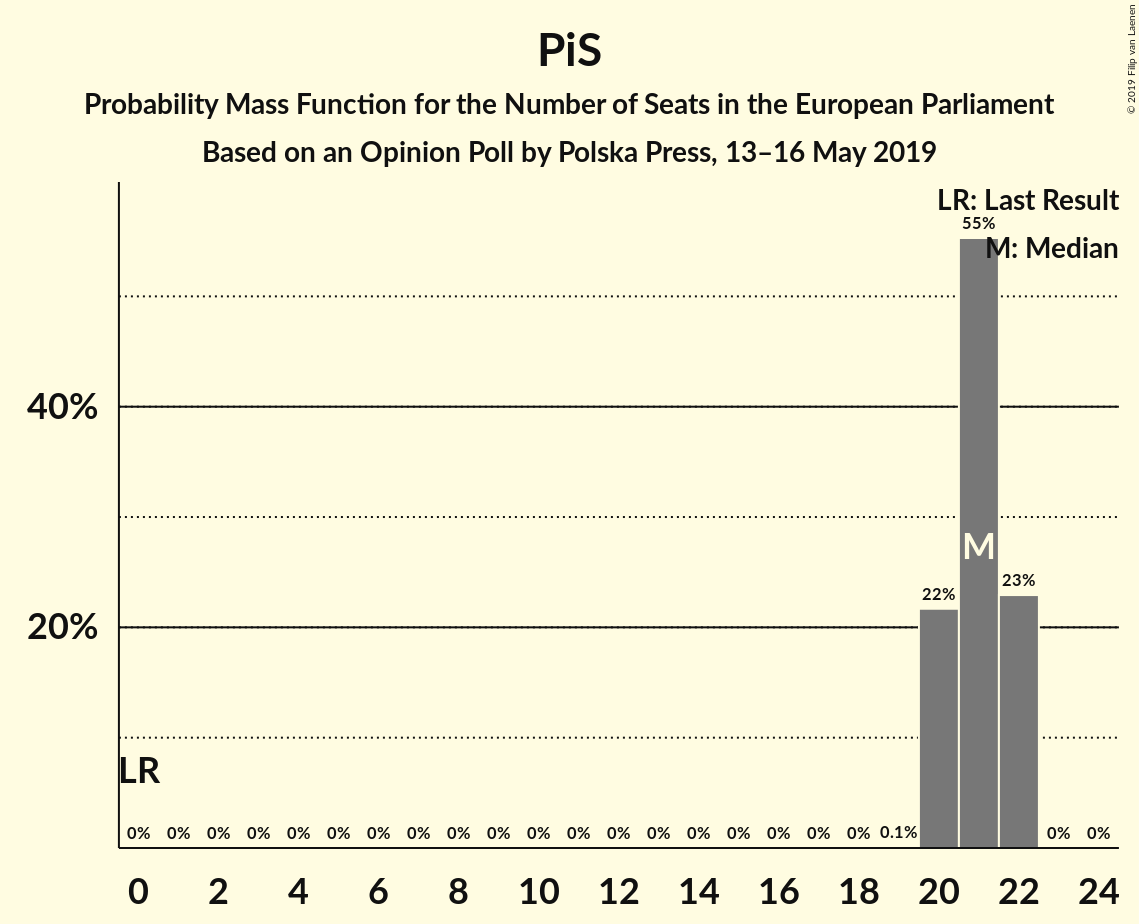 PiS
Probability Mass Function for the Number of Seats in the European Parliament
Based on an Opinion Poll by Polska Press, 13–16 May 2019
© 2019 Filip van Laenen
LR: Last Result
55%
M: Median
40%
M
23%
22%
20%
LR
0% 0% 0% 0% 0% 0% 0% 0% 0% 0% 0% 0% 0% 0% 0% 0% 0% 0% 0% 0.1% 0% 0%
0 2 4 6 8 10 12 14 16 18 20 22 24